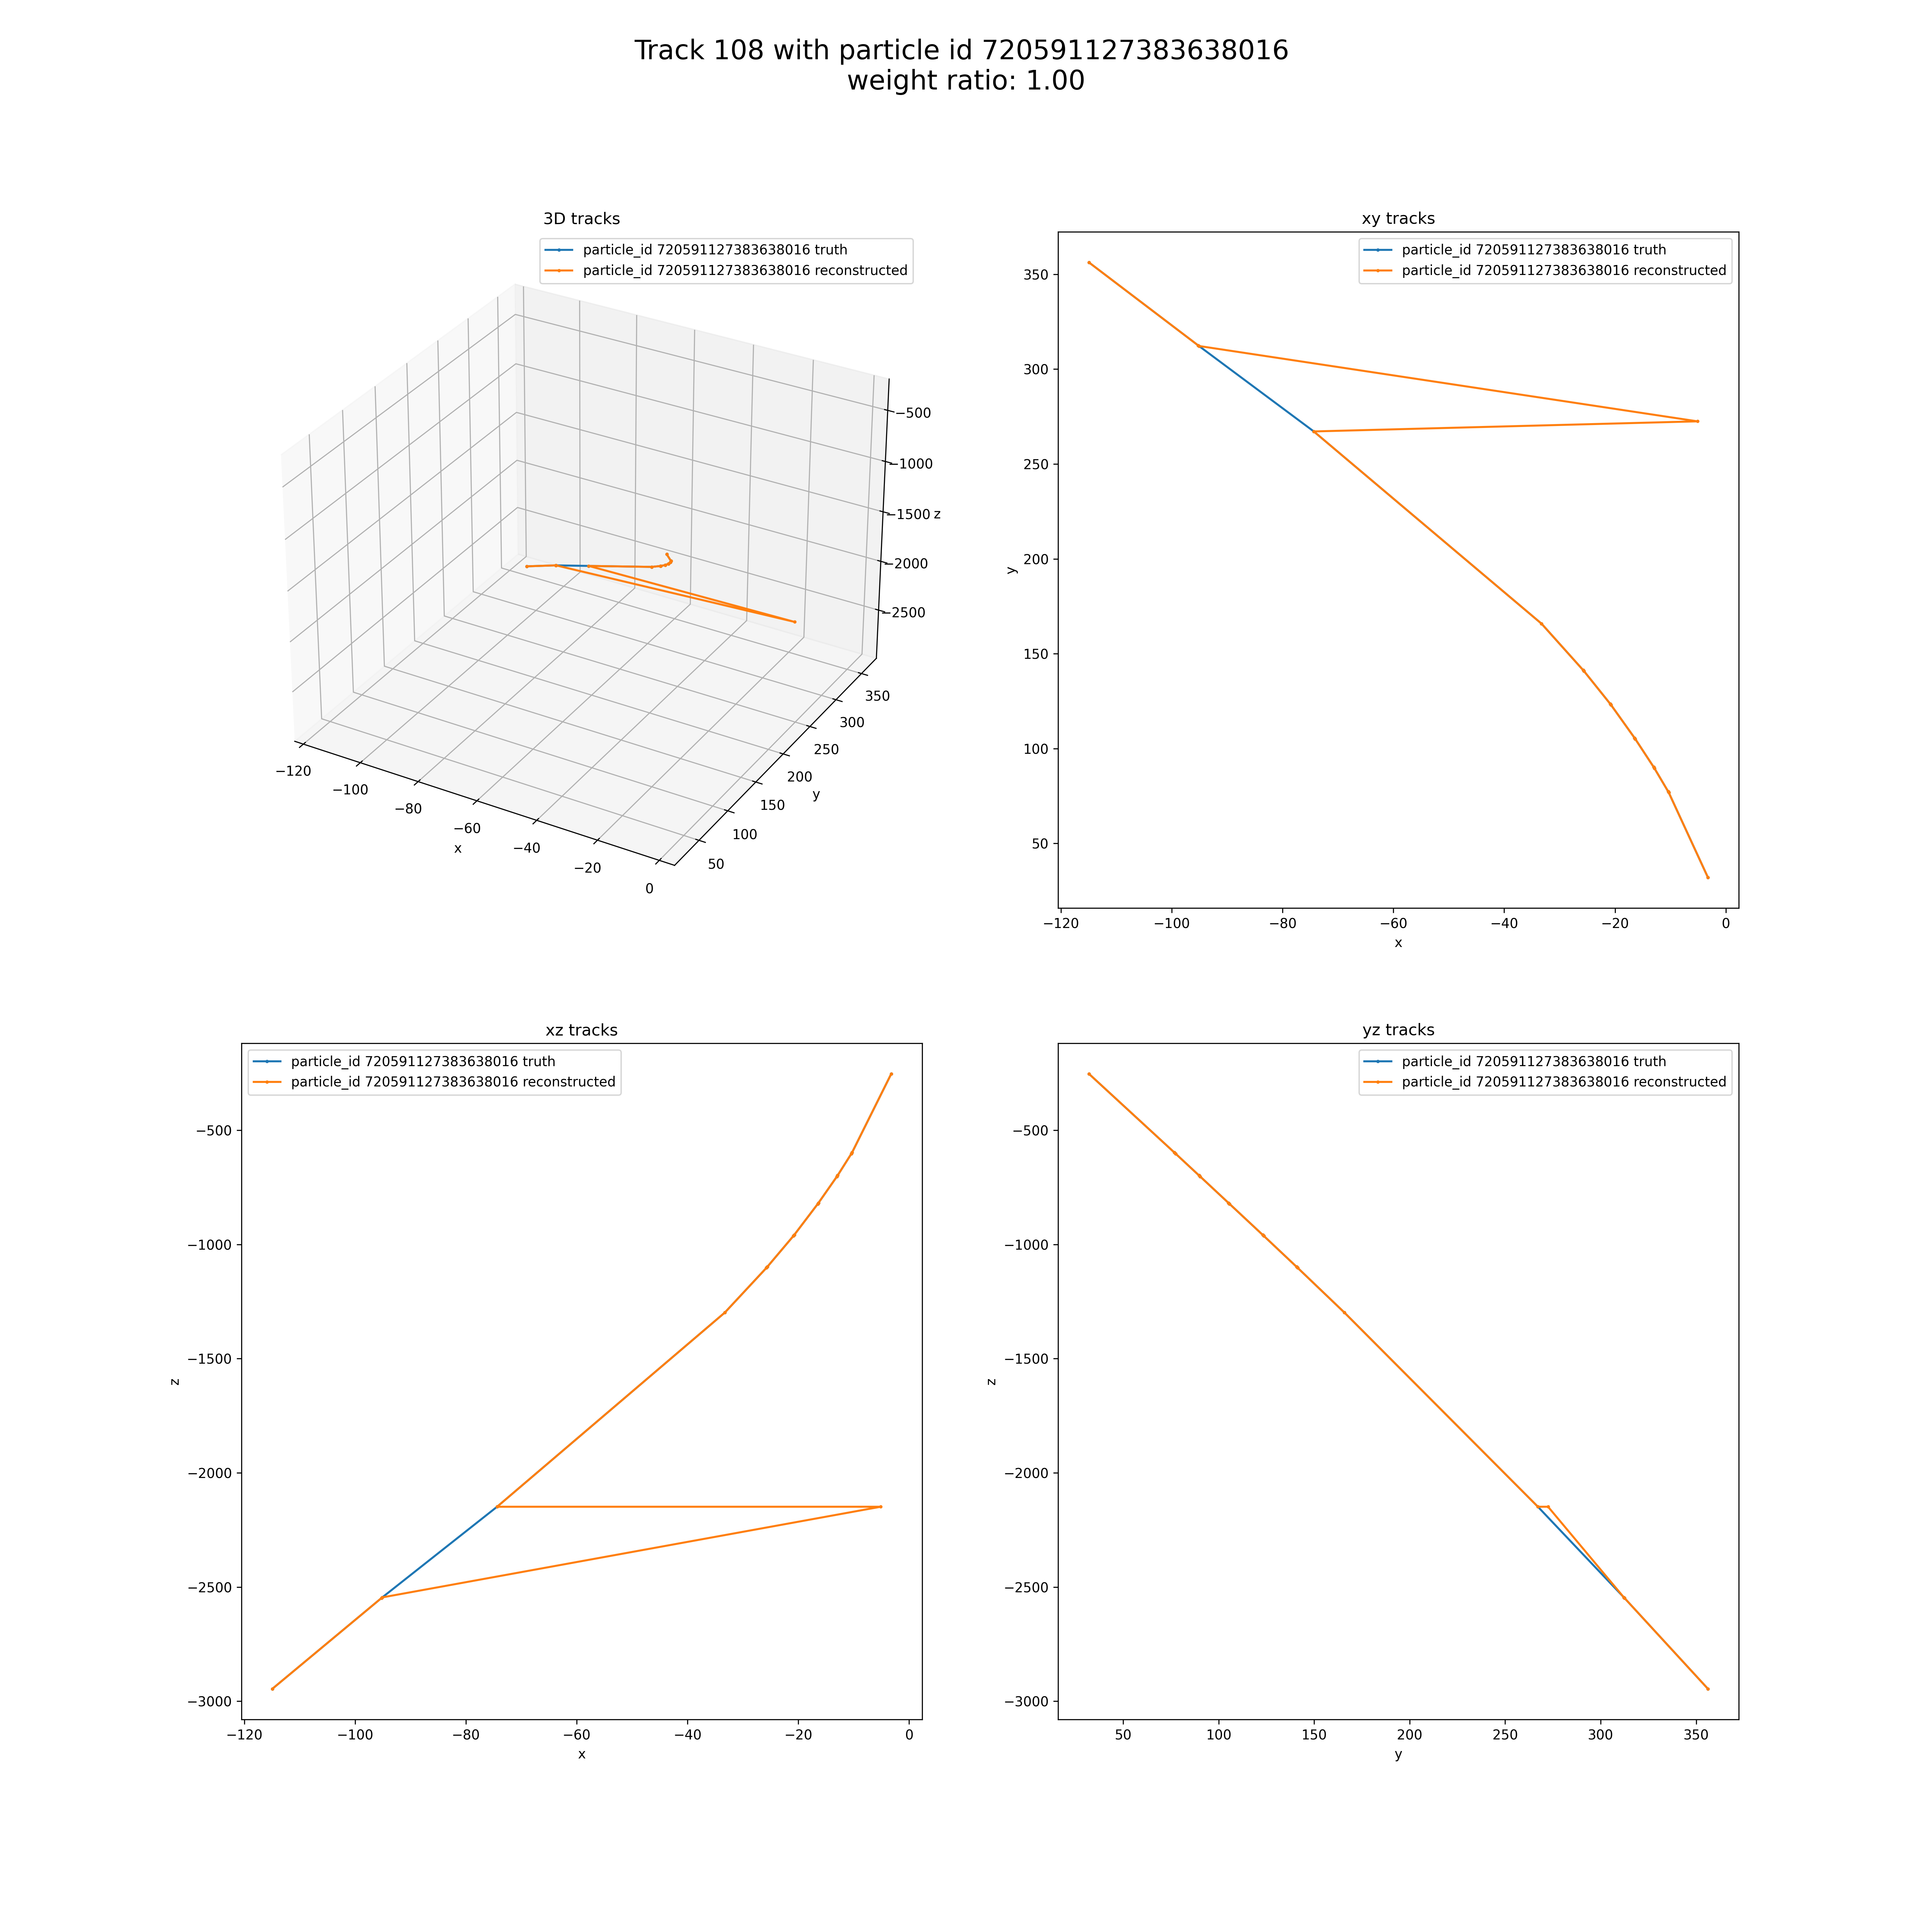 Track 108 with particle id 720591127383638016
weight ratio: 1.00
3D tracks
particle_id 720591127383638016 truth
particle_id 720591127383638016 reconstructed
−500
−1000
−1500 z
−2000
−2500
350
300
250
200
150
100
50
y
−120
−100
−80
−60
−40
−20
0
x
xy tracks
particle_id 720591127383638016 truth
particle_id 720591127383638016 reconstructed
350
300
250
200
150
100
50
y
−120 −100 −80 −60 −40 −20 0
x
xz tracks
particle_id 720591127383638016 truth
particle_id 720591127383638016 reconstructed
−500
−1000
−1500
−2000
−2500
−3000
z
−120 −100 −80 −60 −40 −20 0
x
yz tracks
particle_id 720591127383638016 truth
particle_id 720591127383638016 reconstructed
−500
−1000
−1500
−2000
−2500
−3000
z
50 100 150 200 250 300 350
y